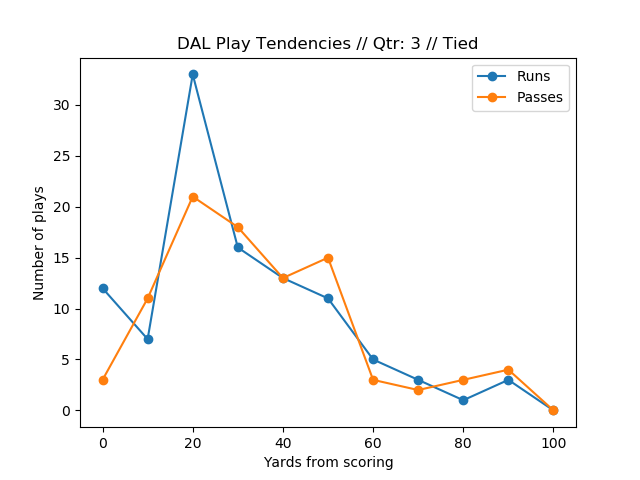 DAL Play Tendencies // Qtr: 3 // Tied
Runs
Passes
Number of plays
30
25
20
15
10
5
0
0 20 40 60 80 100
Yards from scoring